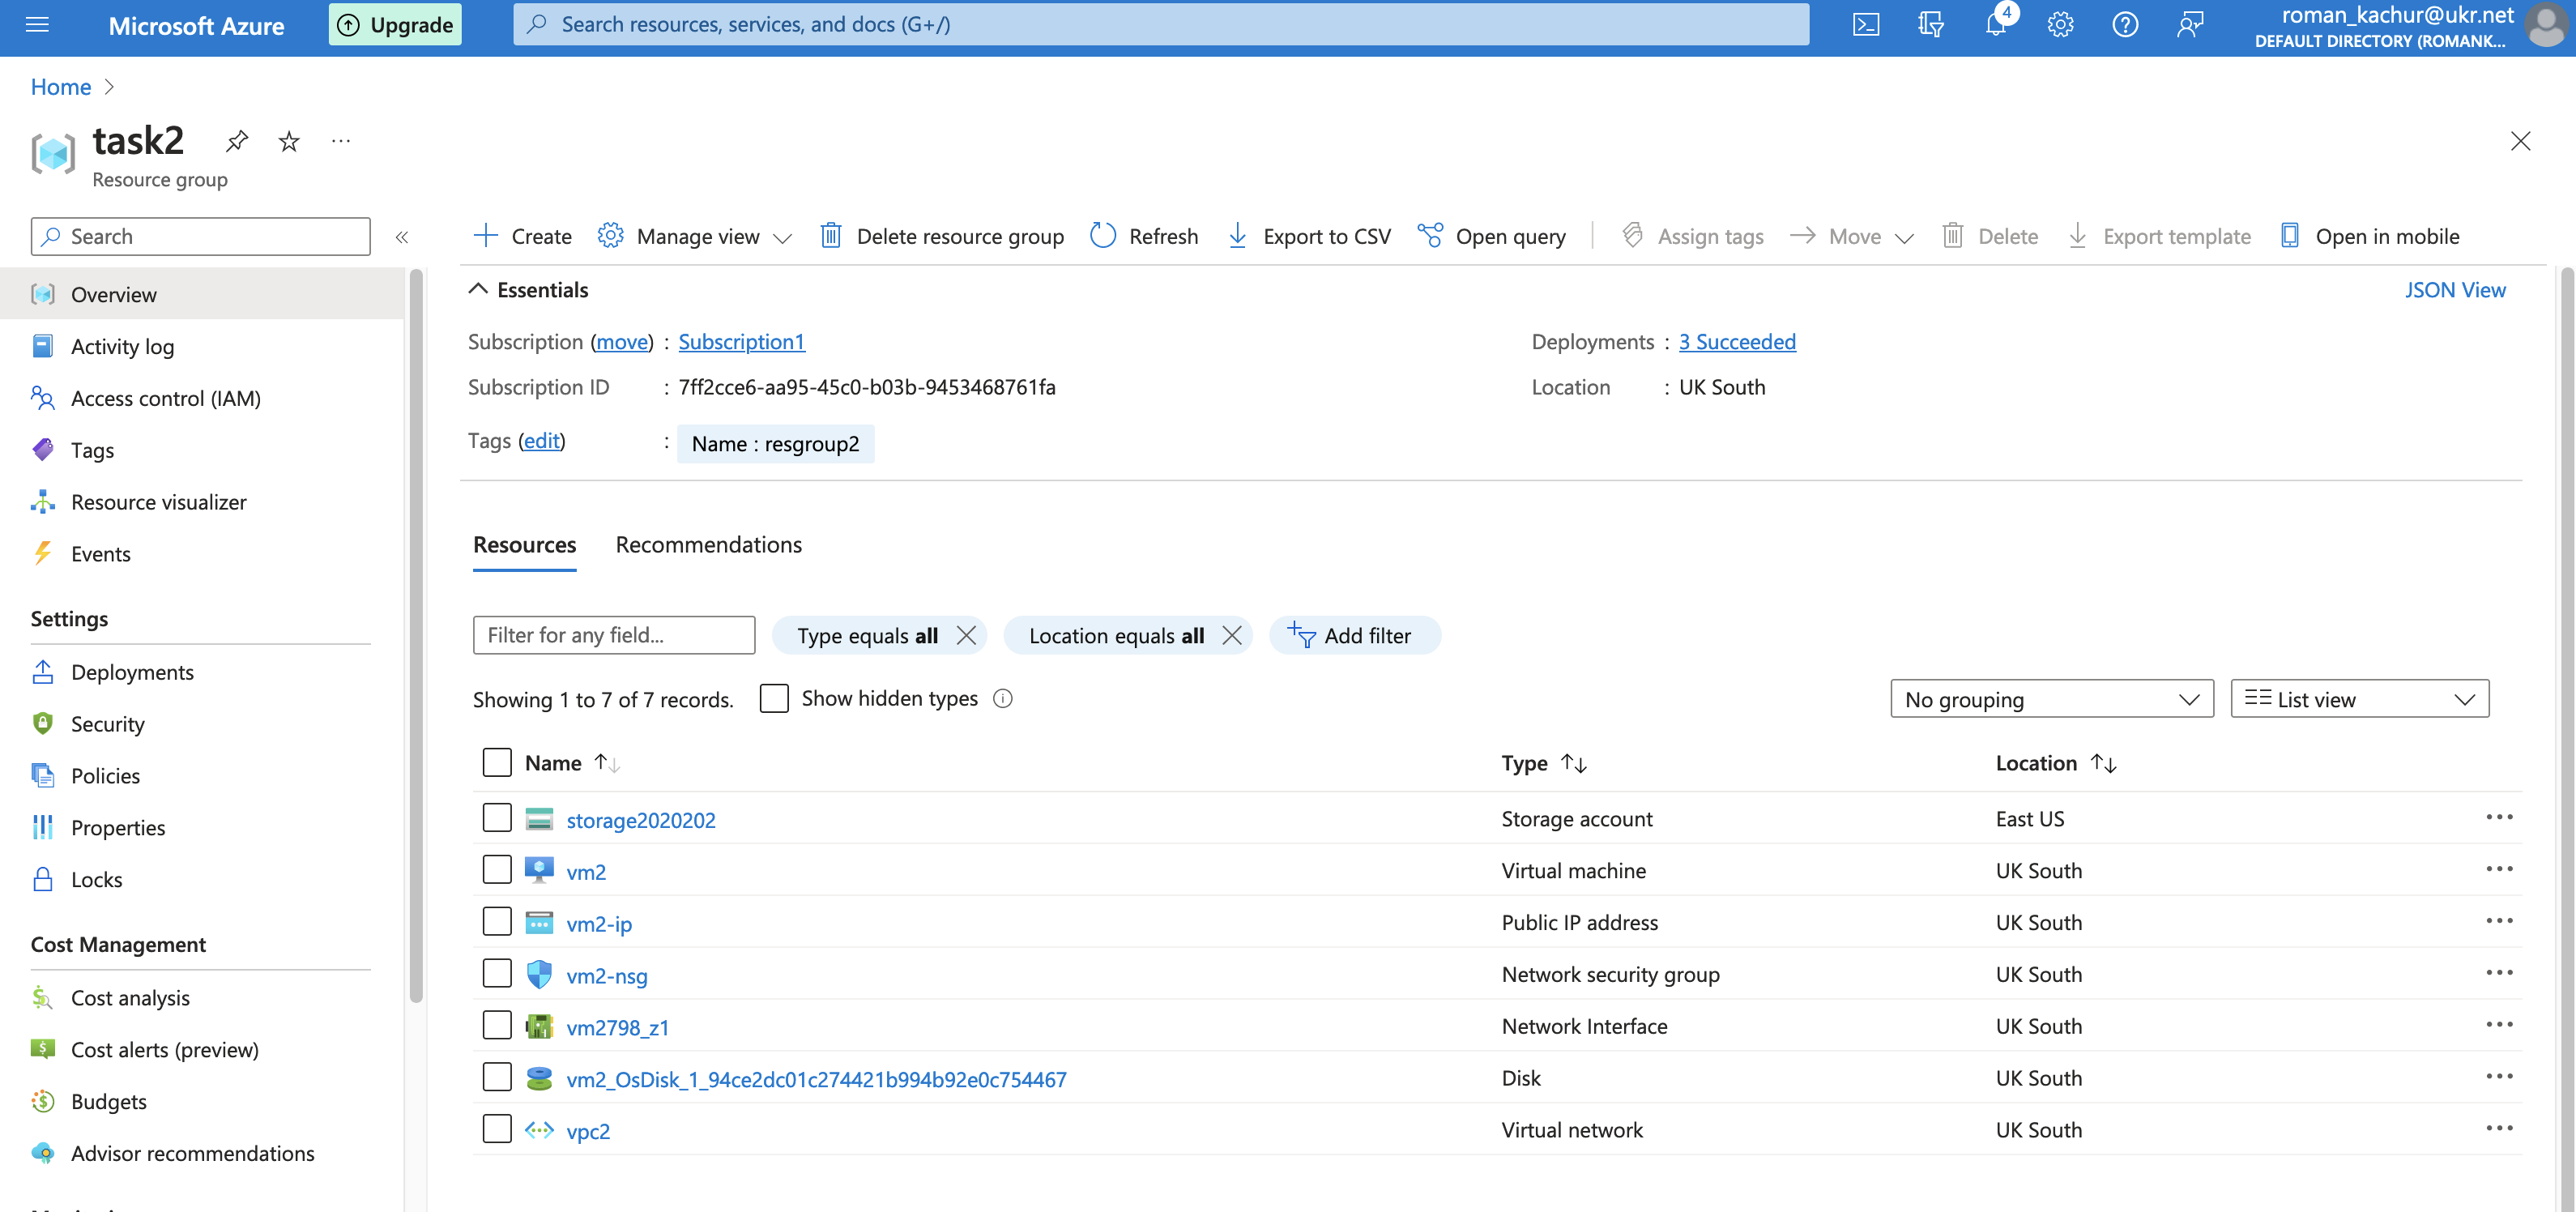 Microsoft Azure
Upgrade
Search resources, services, and docs (G+/)
4
roman_kachur@ukr.net
DEFAULT DIRECTORY (ROMANK...
Home
task2
Resource group
Search
Create
Manage view
Delete resource group
Refresh
Export to CSV
Open query
Assign tags
Move
Delete
Export template
Open in mobile
Overview
Activity log
Access control (IAM)
Tags
Resource visualizer
Events
Settings
Deployments
Security
Policies
Properties
Locks
Cost Management
Cost analysis
Cost alerts (preview)
Budgets
Advisor recommendations
Essentials
JSON View
Subscription (move) : Subscription1
Deployments : 3 Succeeded
Subscription ID : 7ff2cce6-aa95-45c0-b03b-9453468761fa
Location : UK South
Tags (edit) : Name : resgroup2
Resources Recommendations
Filter for any field...
Type equals all
Location equals all
Add filter
Showing 1 to 7 of 7 records.
Show hidden types
No grouping
List view
Name Type Location
storage2020202 Storage account East US
vm2 Virtual machine UK South
vm2-ip Public IP address UK South
vm2-nsg Network security group UK South
vm2798_z1 Network Interface UK South
vm2_OsDisk_1_94ce2dc01c274421b994b92e0c754467 Disk UK South
vpc2 Virtual network UK South